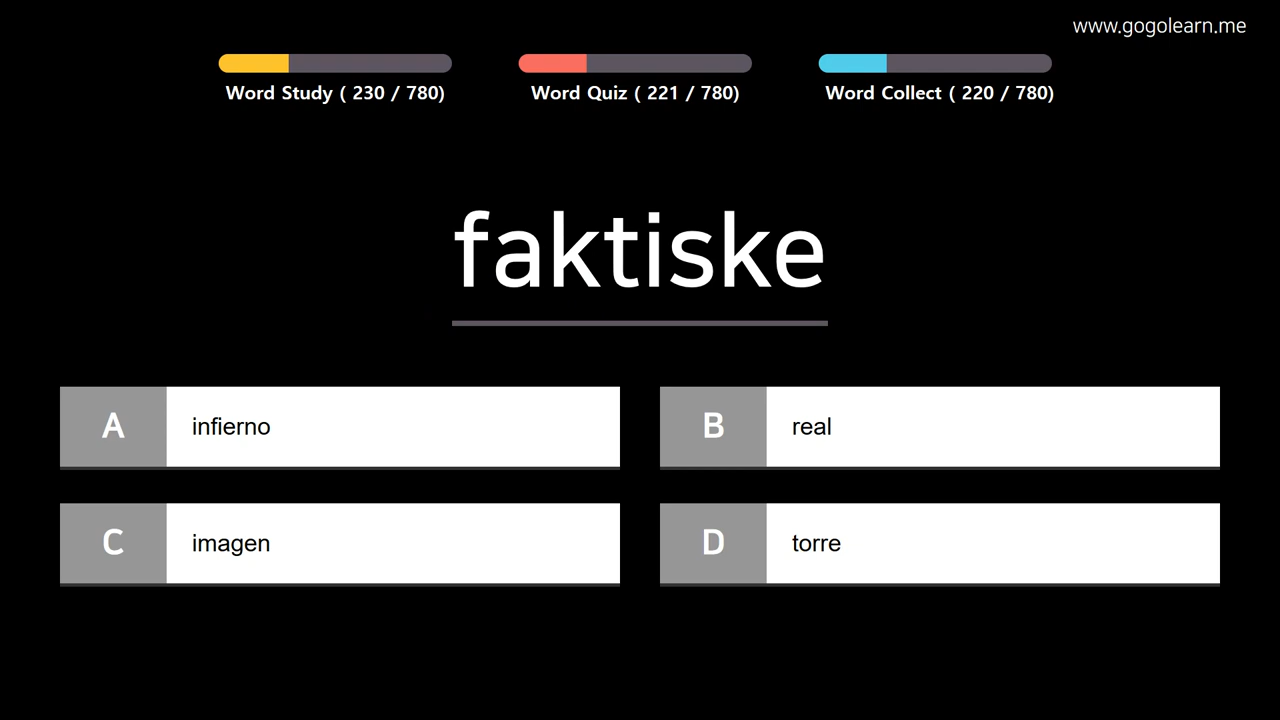 www.gogolearn.me
Word Study ( 230 / 780)
Word Quiz ( 221 / 780)
Word Collect ( 220 / 780)
faktiske
A infierno
B real
C imagen
D torre